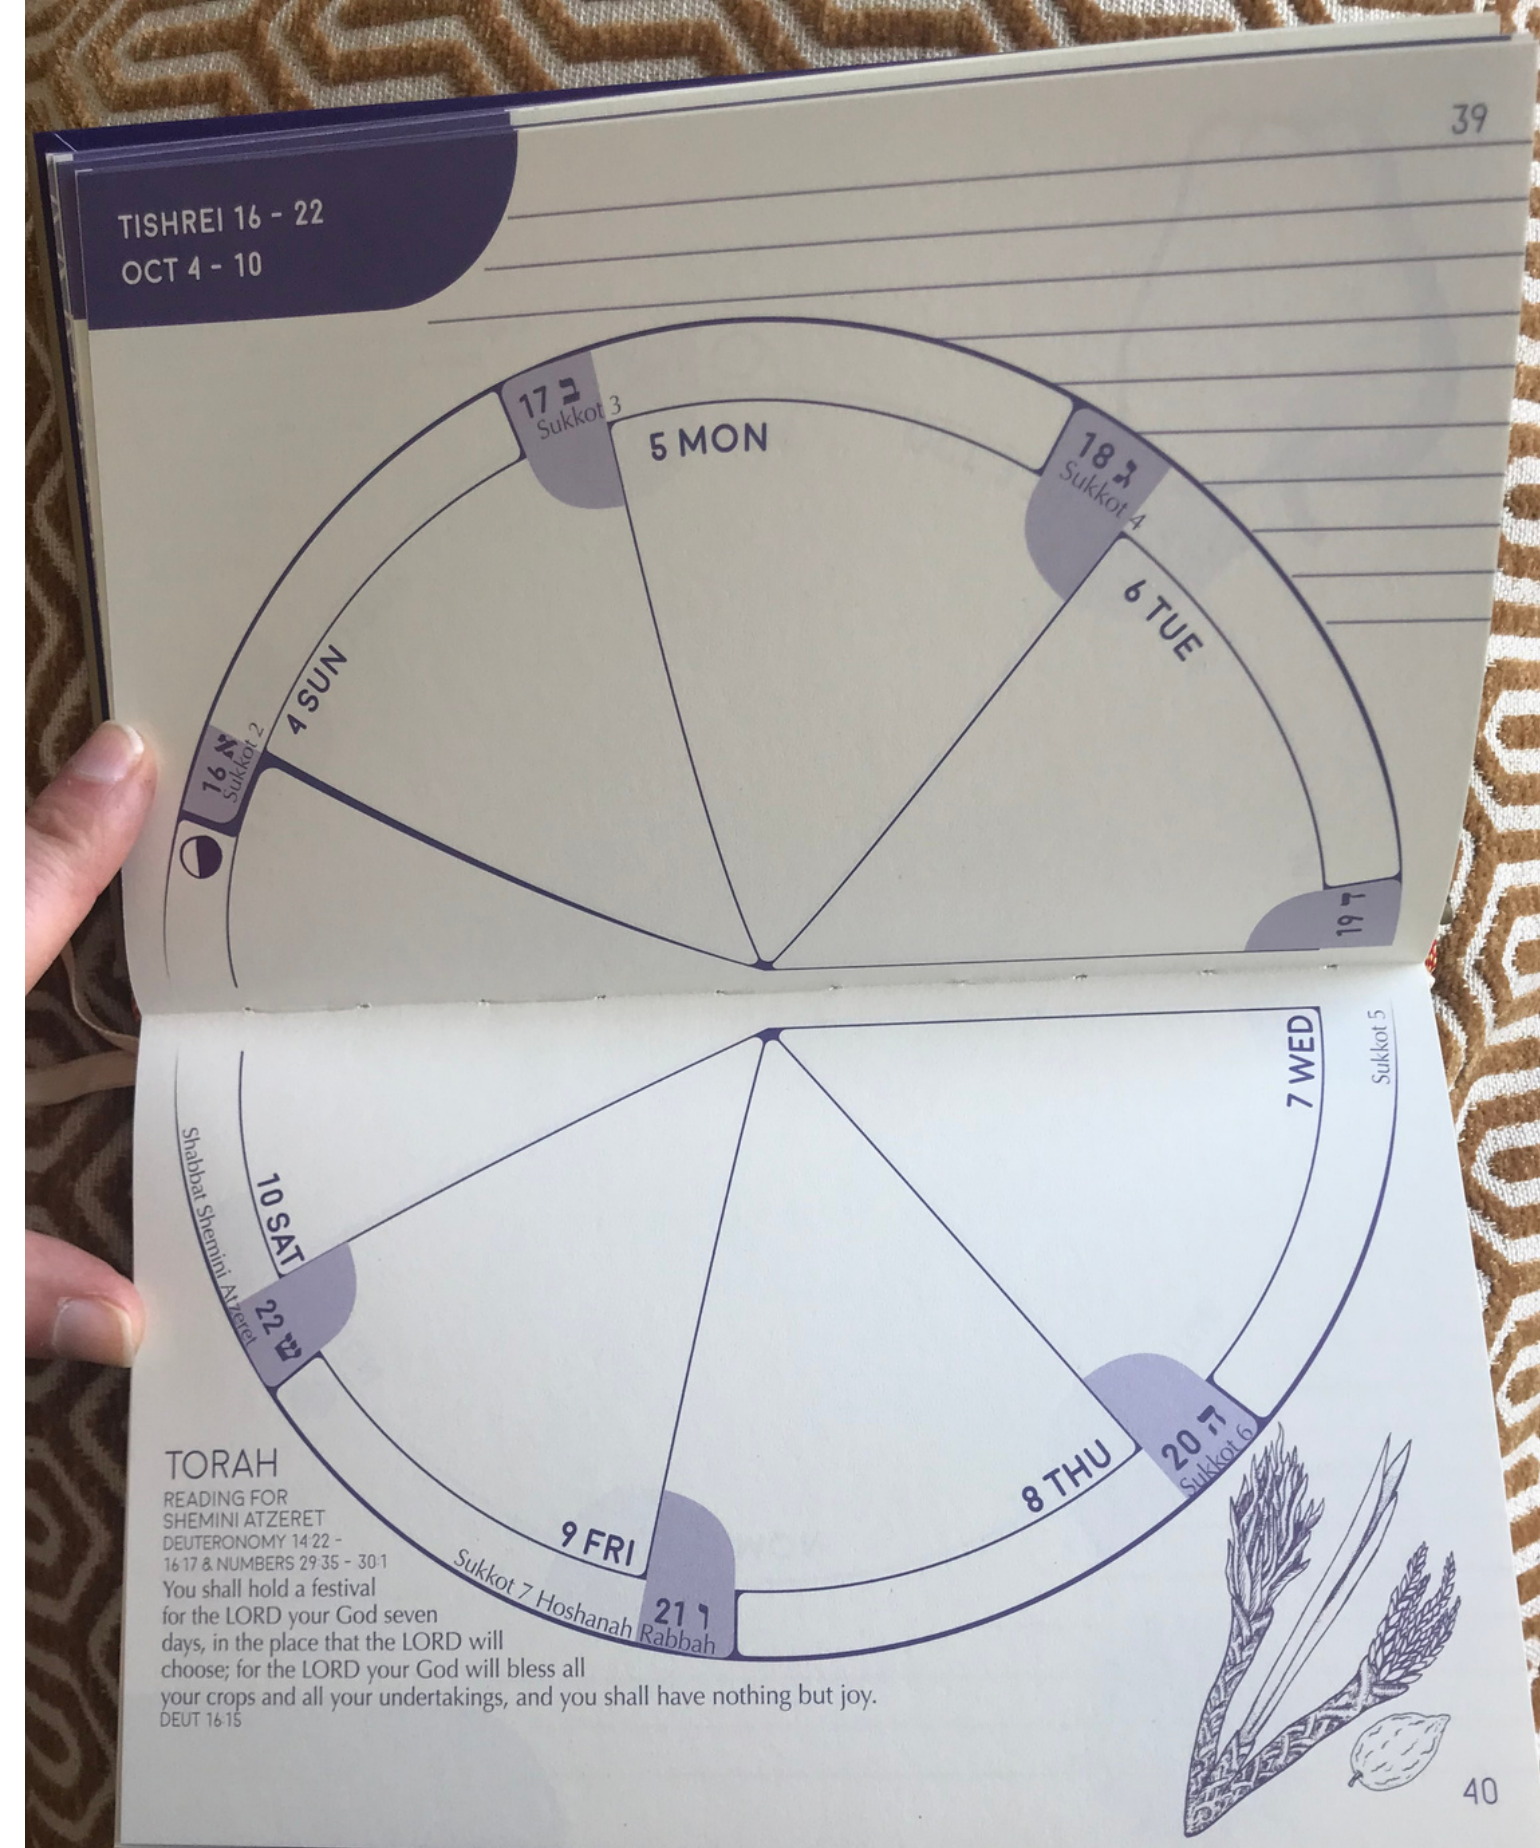 39
TISHREI 16 - 22
OCT 4 - 10
16 א
Sukkot 2
4 SUN
17 ב
Sukkot 3
5 MON
18 ג
Sukkot 4
6 TUE
19 ד
Sukkot 5
7 WED
20 ה
Sukkot 6
8 THU
21 ו
Sukkot 7 Hoshanah Rabbah
9 FRI
22 ש
Shabbat Shemini Atzeret
10 SAT
TORAH
READING FOR
SHEMINI ATZERET
DEUTERONOMY 14:22 -
16:17 & NUMBERS 29:35 - 30:1
You shall hold a festival
for the LORD your God seven
days, in the place that the LORD will
choose; for the LORD your God will bless all
your crops and all your undertakings, and you shall have nothing but joy.
DEUT 16:15
40